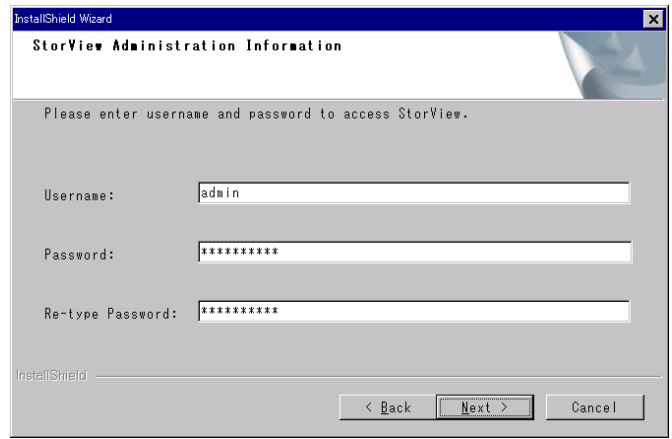 InstallShield Wizard
StorView Administration Information
Please enter username and password to access StorView.
Username: admin
Password: **********
Re-type Password: **********
InstallShield
< Back Next > Cancel